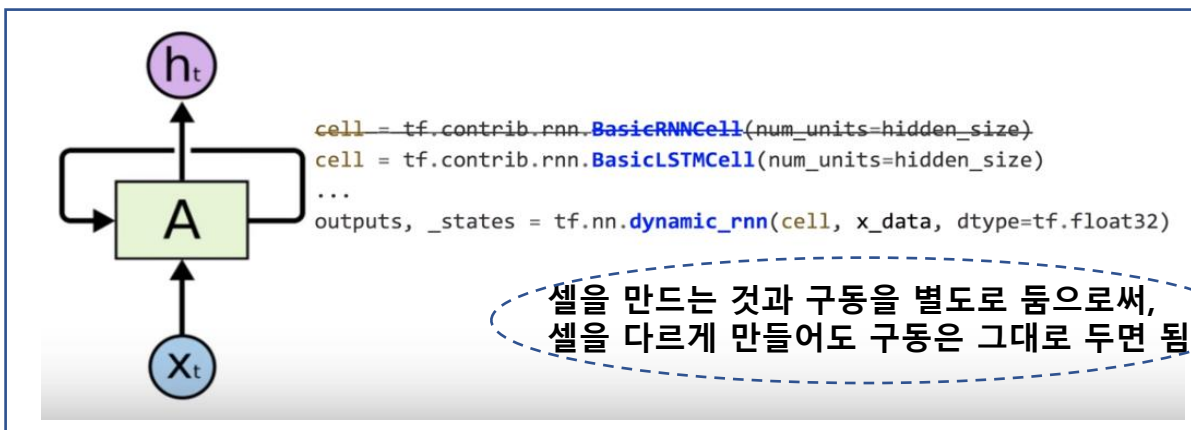 hₜ
cell = tf.contrib.rnn.BasicRNNCell(num_units=hidden_size)
cell = tf.contrib.rnn.BasicLSTMCell(num_units=hidden_size)
...
A
outputs, _states = tf.nn.dynamic_rnn(cell, x_data, dtype=tf.float32)
셀을 만드는 것과 구동을 별도로 둠으로써,
셀을 다르게 만들어도 구동은 그대로 두면 됨
Xₜ